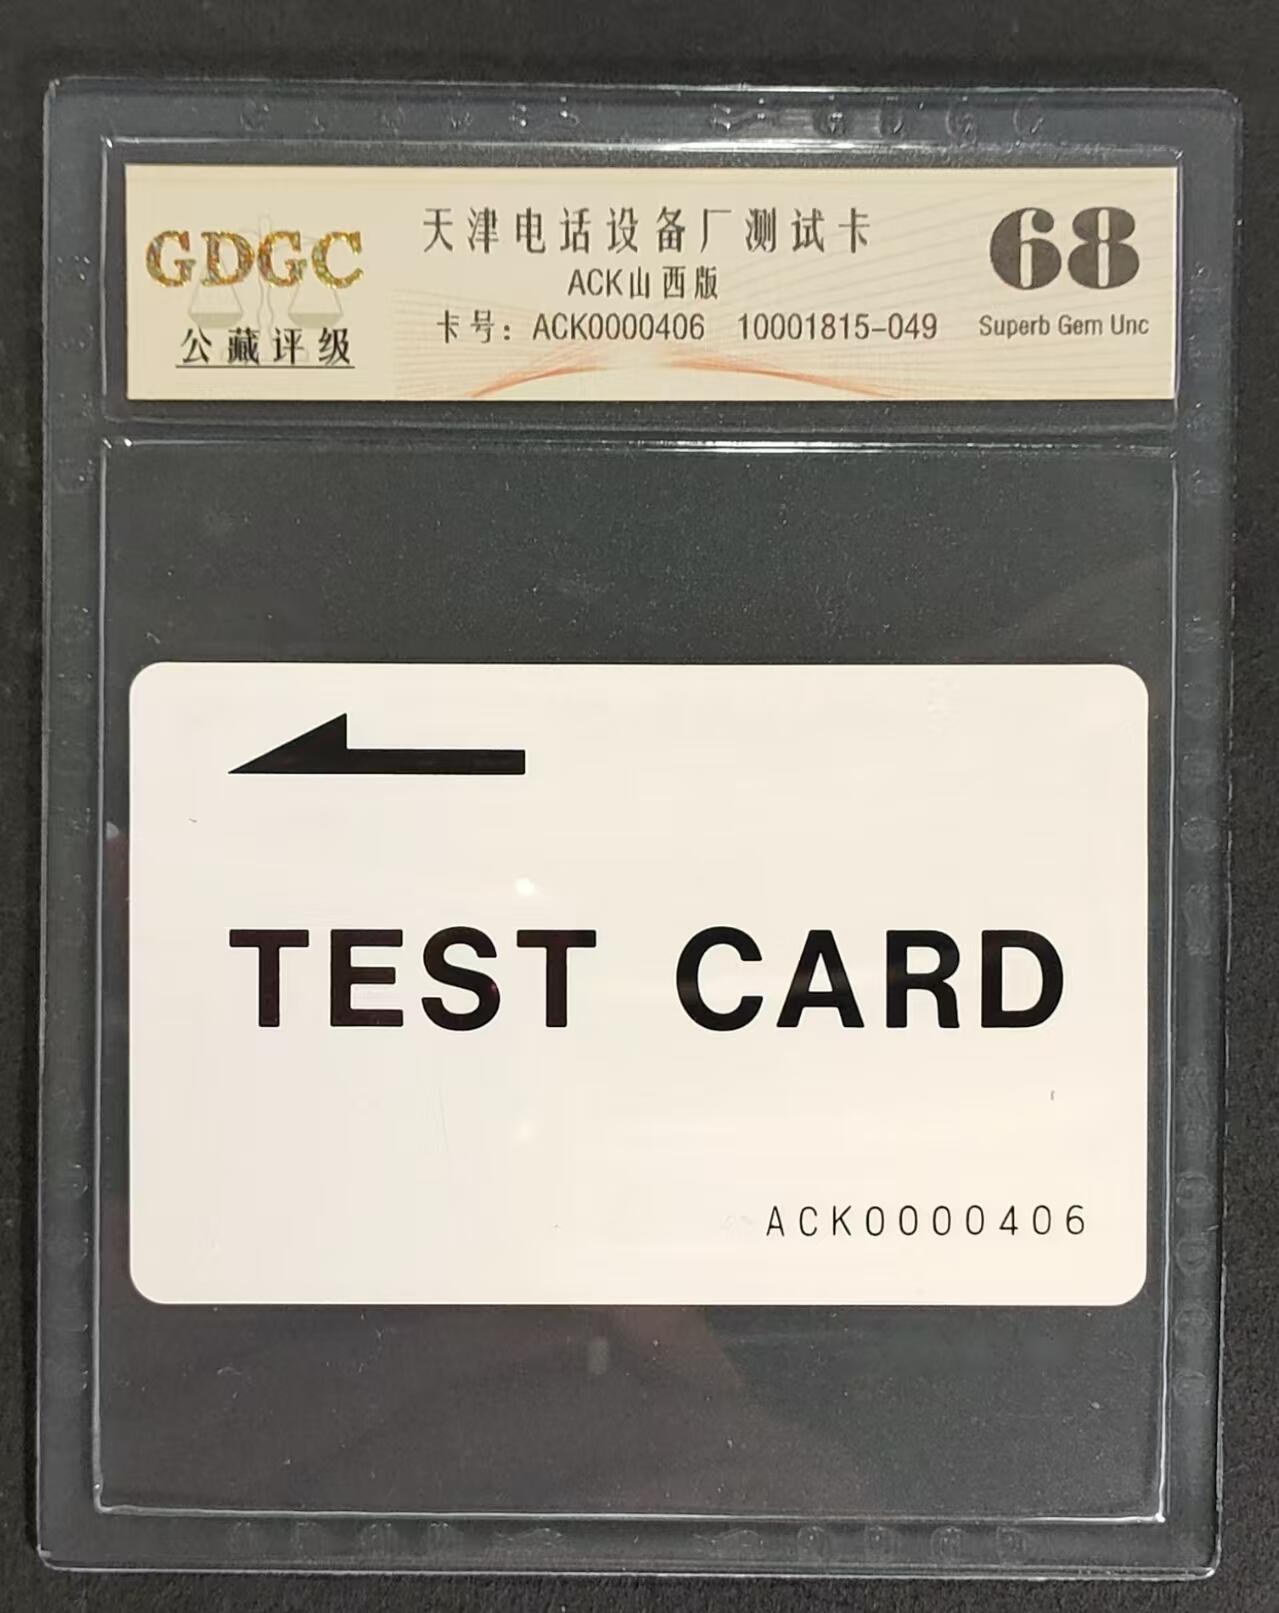 GDGC
公藏评级
天津电话设备厂测试卡
ACK山西版
卡号：ACK0000406 10001815-049
68
Superb Gem Unc
TEST CARD
ACK0000406